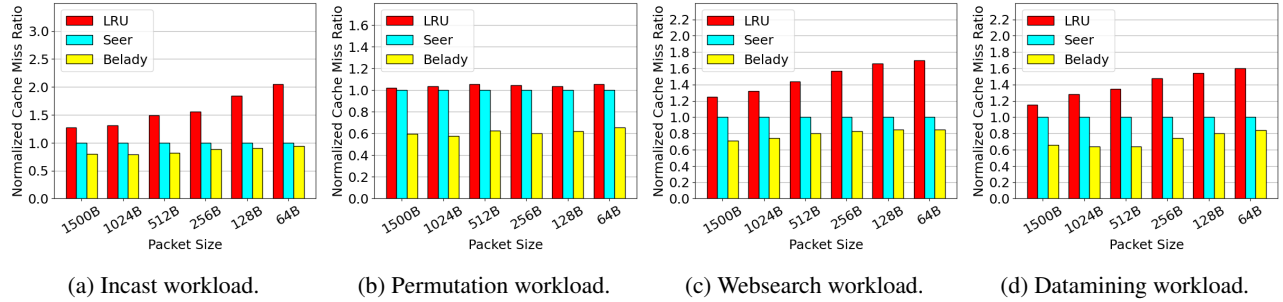 Normalized Cache Miss Ratio
3.0
2.5
2.0
1.5
1.0
0.5
0.0
LRU
Seer
Belady
1500B 1024B 512B 256B 128B 64B
Packet Size
(a) Incast workload.
Normalized Cache Miss Ratio
1.6
1.4
1.2
1.0
0.8
0.6
0.4
0.2
0.0
LRU
Seer
Belady
1500B 1024B 512B 256B 128B 64B
Packet Size
(b) Permutation workload.
Normalized Cache Miss Ratio
2.2
2.0
1.8
1.6
1.4
1.2
1.0
0.8
0.6
0.4
0.2
0.0
LRU
Seer
Belady
1500B 1024B 512B 256B 128B 64B
Packet Size
(c) Websearch workload.
Normalized Cache Miss Ratio
2.2
2.0
1.8
1.6
1.4
1.2
1.0
0.8
0.6
0.4
0.2
0.0
LRU
Seer
Belady
1500B 1024B 512B 256B 128B 64B
Packet Size
(d) Datamining workload.